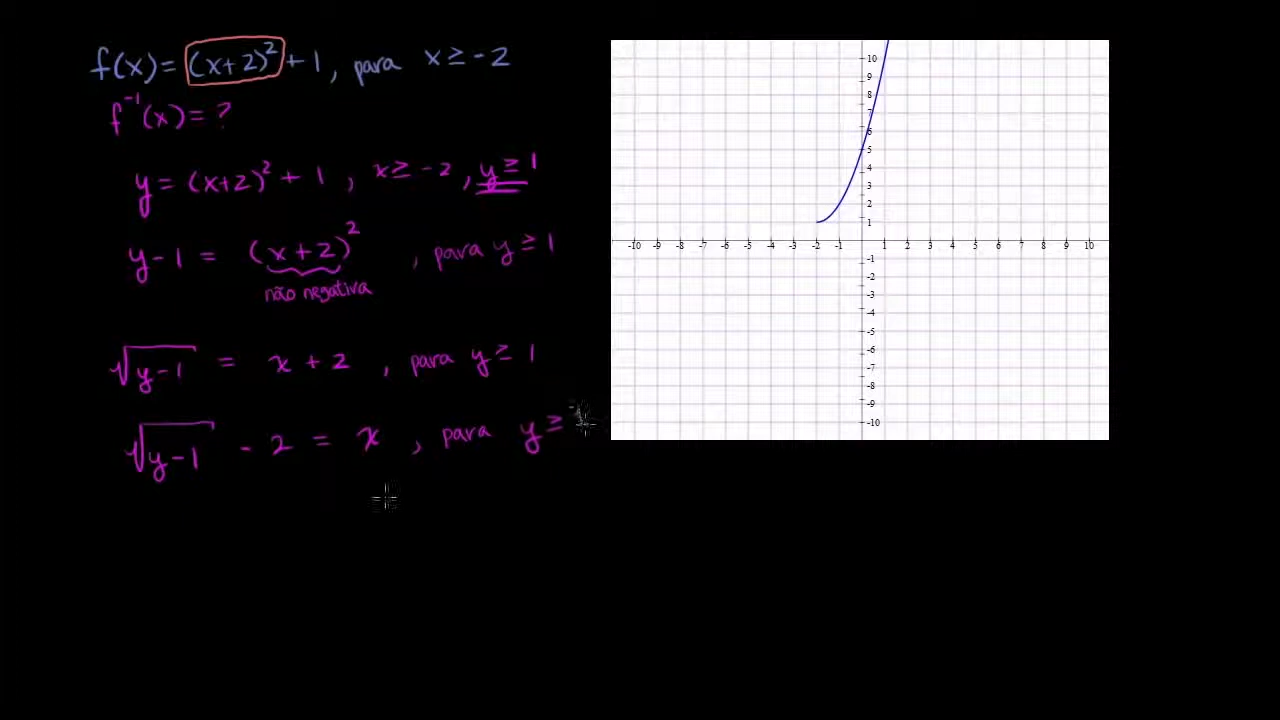 f(x) = (x+2)² + 1 , para x ≥ -2
f⁻¹(x) = ?
y = (x+2)² + 1 , x ≥ -2 , y ≥ 1
y - 1 = (x+2)² , para y ≥ 1
não negativa
√(y-1) = x + 2 , para y ≥ 1
√(y-1) - 2 = x , para y ≥
10
9
8
7
6
5
4
3
2
1
-10 -9 -8 -7 -6 -5 -4 -3 -2 -1 1 2 3 4 5 6 7 8 9 10
-1
-2
-3
-4
-5
-6
-7
-8
-9
-10